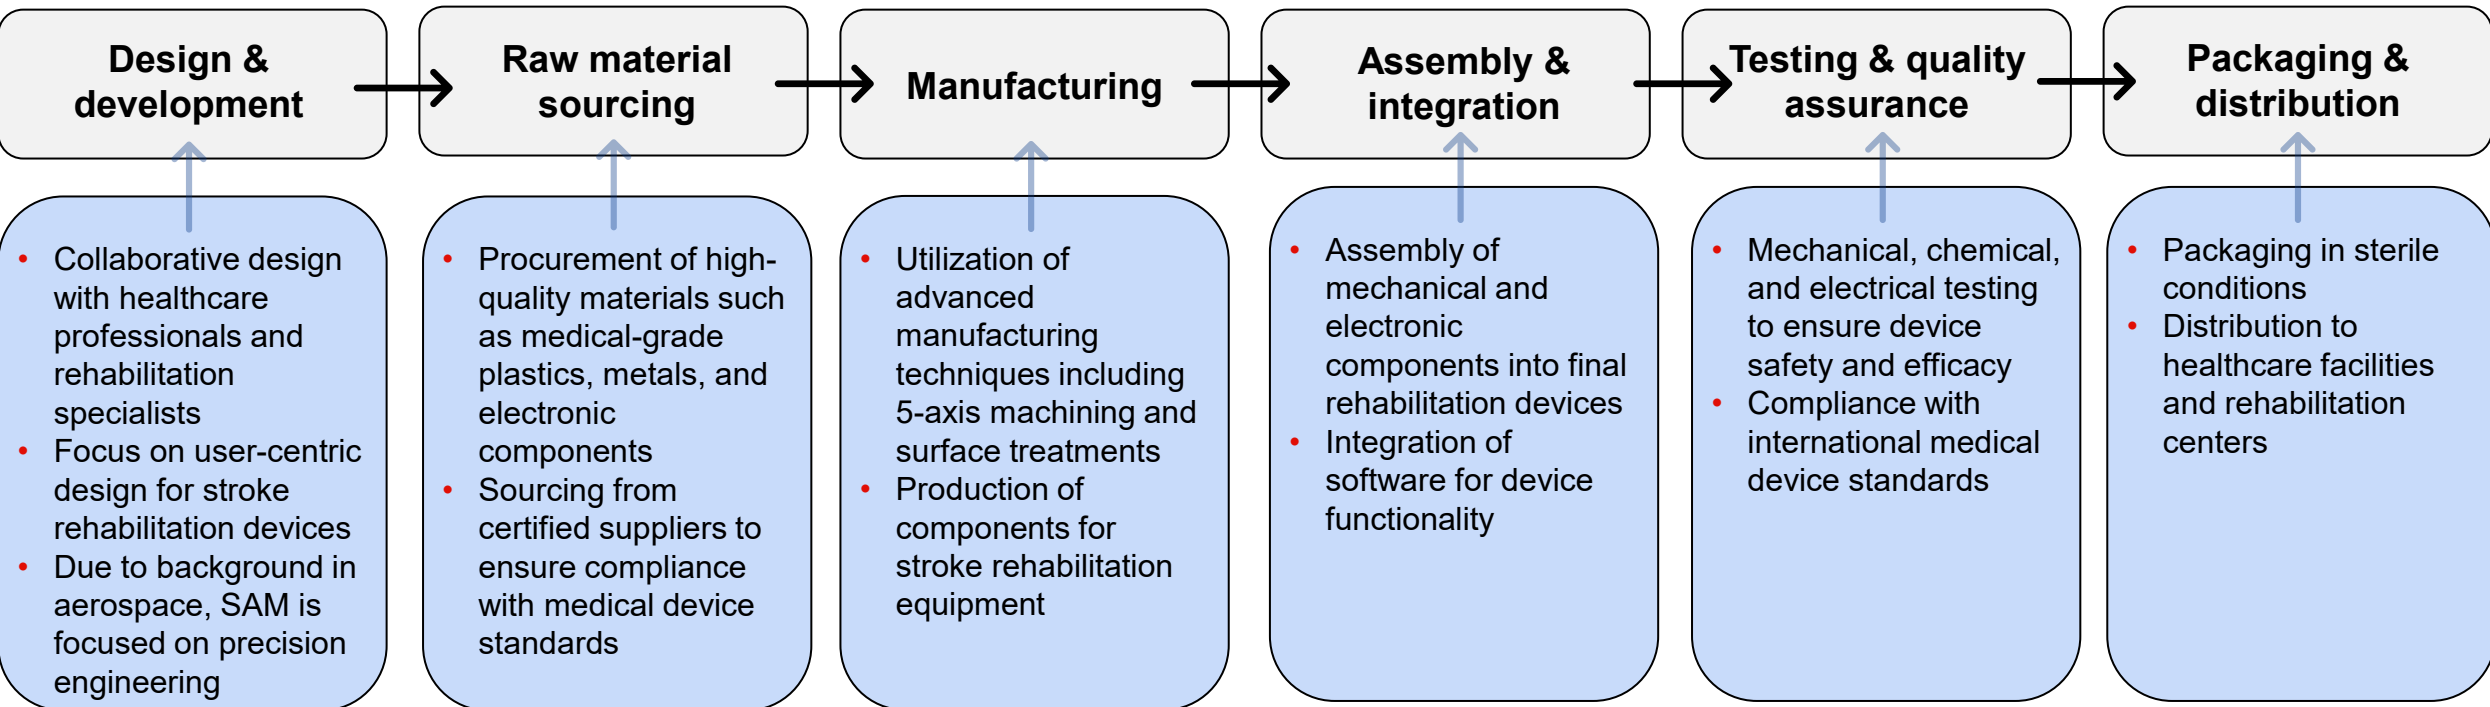 Design &
development
Raw material
sourcing
Manufacturing
Assembly &
integration
Testing & quality
assurance
Packaging &
distribution
• Collaborative design
with healthcare
professionals and
rehabilitation
specialists
• Focus on user-centric
design for stroke
rehabilitation devices
• Due to background in
aerospace, SAM is
focused on precision
engineering
• Procurement of high-
quality materials such
as medical-grade
plastics, metals, and
electronic
components
• Sourcing from
certified suppliers to
ensure compliance
with medical device
standards
• Utilization of
advanced
manufacturing
techniques including
5-axis machining and
surface treatments
• Production of
components for
stroke rehabilitation
equipment
• Assembly of
mechanical and
electronic
components into final
rehabilitation devices
• Integration of
software for device
functionality
• Mechanical, chemical,
and electrical testing
to ensure device
safety and efficacy
• Compliance with
international medical
device standards
• Packaging in sterile
conditions
• Distribution to
healthcare facilities
and rehabilitation
centers